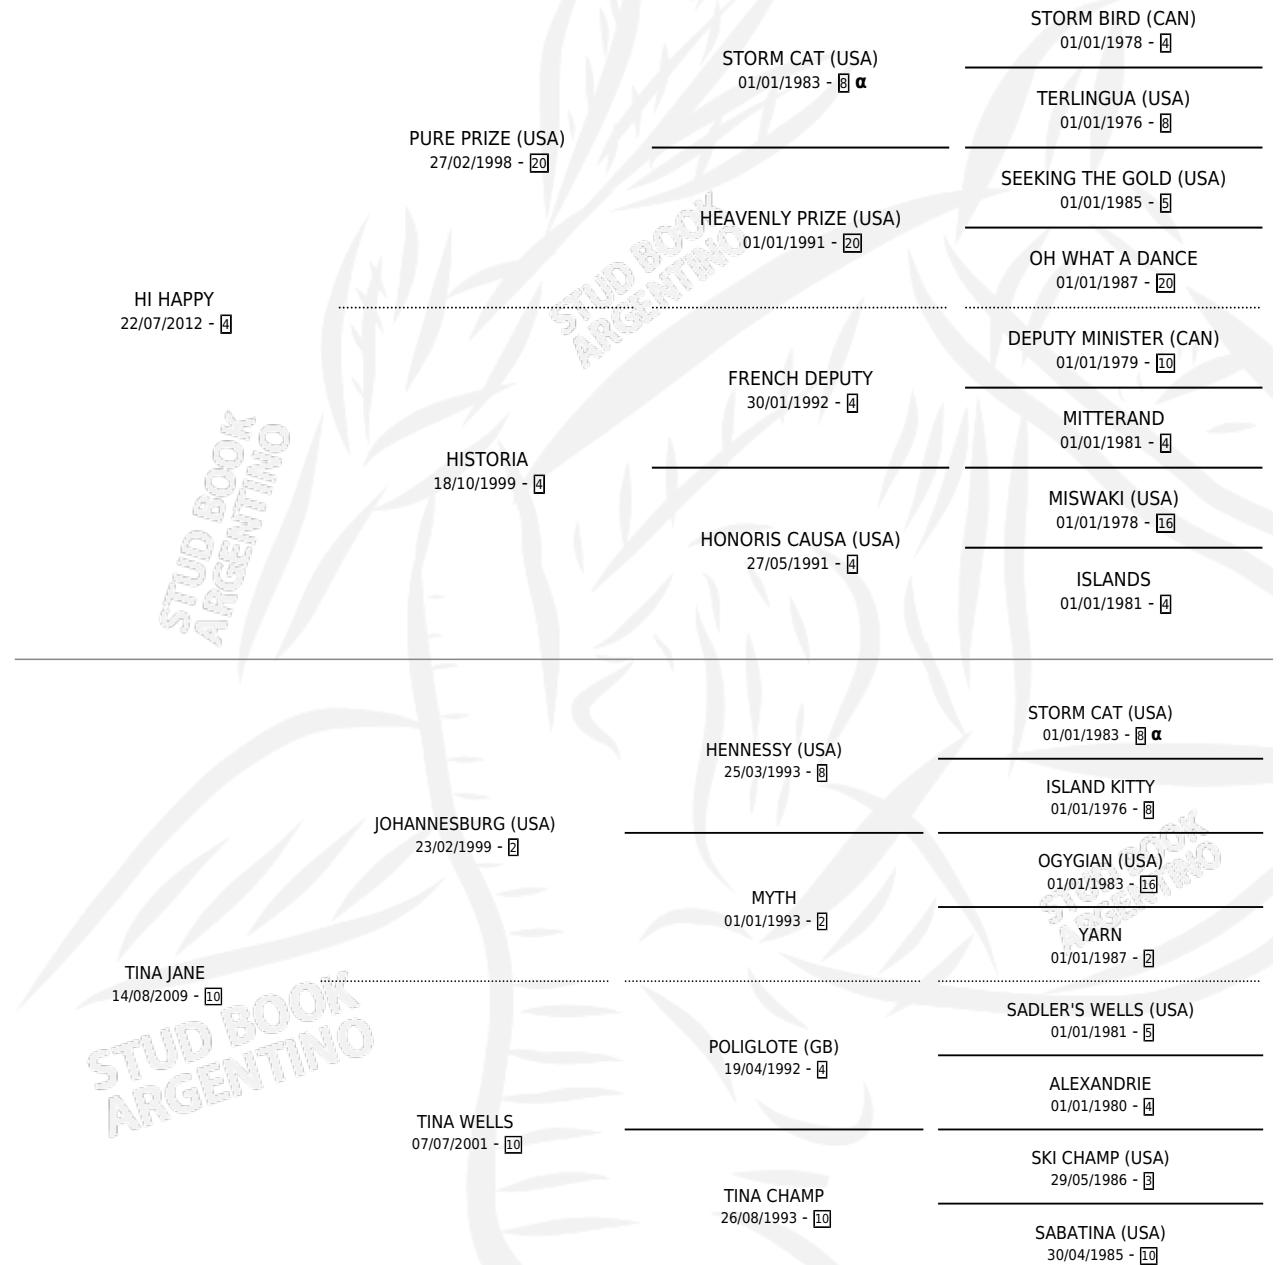 STORM BIRD (CAN)
01/01/1978 - 4
STORM CAT (USA)
01/01/1983 - 8 α
TERLINGUA (USA)
01/01/1976 - 8
PURE PRIZE (USA)
27/02/1998 - 20
SEEKING THE GOLD (USA)
01/01/1985 - 5
HEAVENLY PRIZE (USA)
01/01/1991 - 20
OH WHAT A DANCE
01/01/1987 - 20
HI HAPPY
22/07/2012 - 4
DEPUTY MINISTER (CAN)
01/01/1979 - 10
FRENCH DEPUTY
30/01/1992 - 4
MITTERAND
01/01/1981 - 4
HISTORIA
18/10/1999 - 4
MISWAKI (USA)
01/01/1978 - 16
HONORIS CAUSA (USA)
27/05/1991 - 4
ISLANDS
01/01/1981 - 4
STORM CAT (USA)
01/01/1983 - 8 α
HENNESSY (USA)
25/03/1993 - 8
ISLAND KITTY
01/01/1976 - 8
JOHANNESBURG (USA)
23/02/1999 - 2
OGYGIAN (USA)
01/01/1983 - 16
MYTH
01/01/1993 - 2
YARN
01/01/1987 - 2
TINA JANE
14/08/2009 - 10
SADLER'S WELLS (USA)
01/01/1981 - 5
POLIGLOTE (GB)
19/04/1992 - 4
ALEXANDRIE
01/01/1980 - 4
TINA WELLS
07/07/2001 - 10
SKI CHAMP (USA)
29/05/1986 - 3
TINA CHAMP
26/08/1993 - 10
SABATINA (USA)
30/04/1985 - 10
STUD BOOK
ARGENTINO
STUD BOOK
ARGENTINO
STUD BOOK
ARGENTINO
STUD BOOK
ARGENTINO